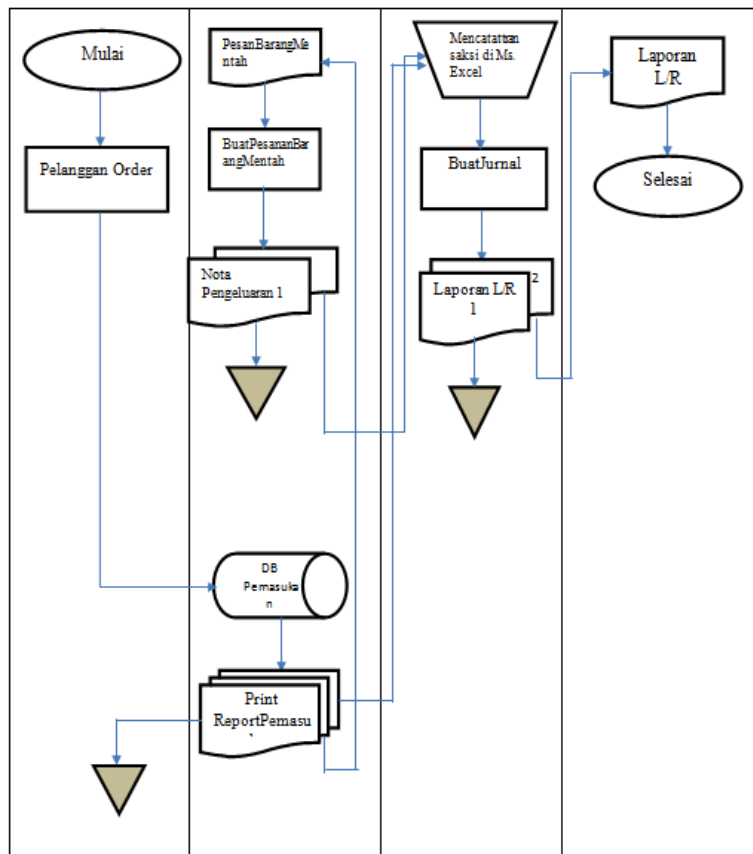 Mulai
Pelanggan Order
PesanBarangMe
ntah
BuatPesananBar
angMentah
Nota
Pengeluaran 1
DB
Pemasuka
n
Print
ReportPemasu
Mencatattran
saksi di Ms.
Excel
BuatJurnal
2
Laporan L/R
1
Laporan
L/R
Selesai